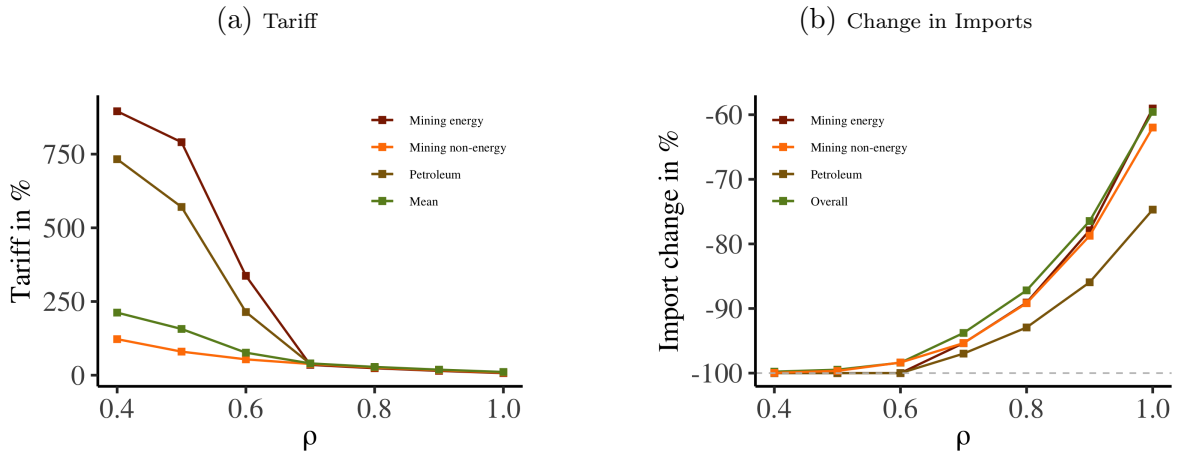 (a) Tariff
Tariff in %
750
500
250
0
Mining energy
Mining non-energy
Petroleum
Mean
0.4
0.6
0.8
1.0
ρ
(b) Change in Imports
Import change in %
-60
-70
-80
-90
-100
Mining energy
Mining non-energy
Petroleum
Overall
0.4
0.6
0.8
1.0
ρ